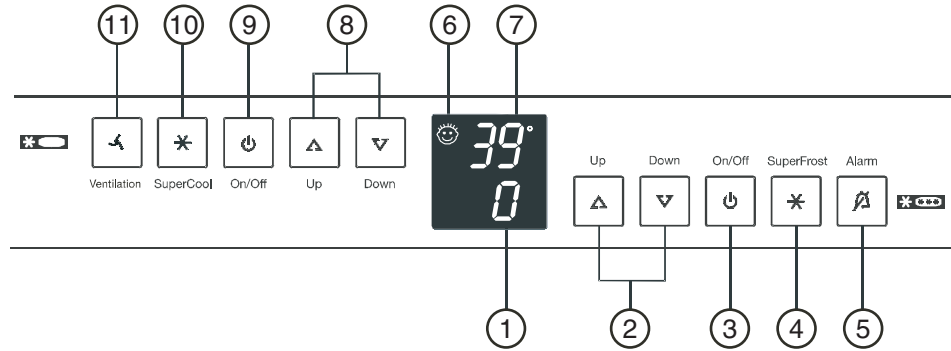 11 10 9 8 6 7
39°
0
Up Down On/Off SuperFrost Alarm
Ventilation SuperCool On/Off Up Down
1 2 3 4 5